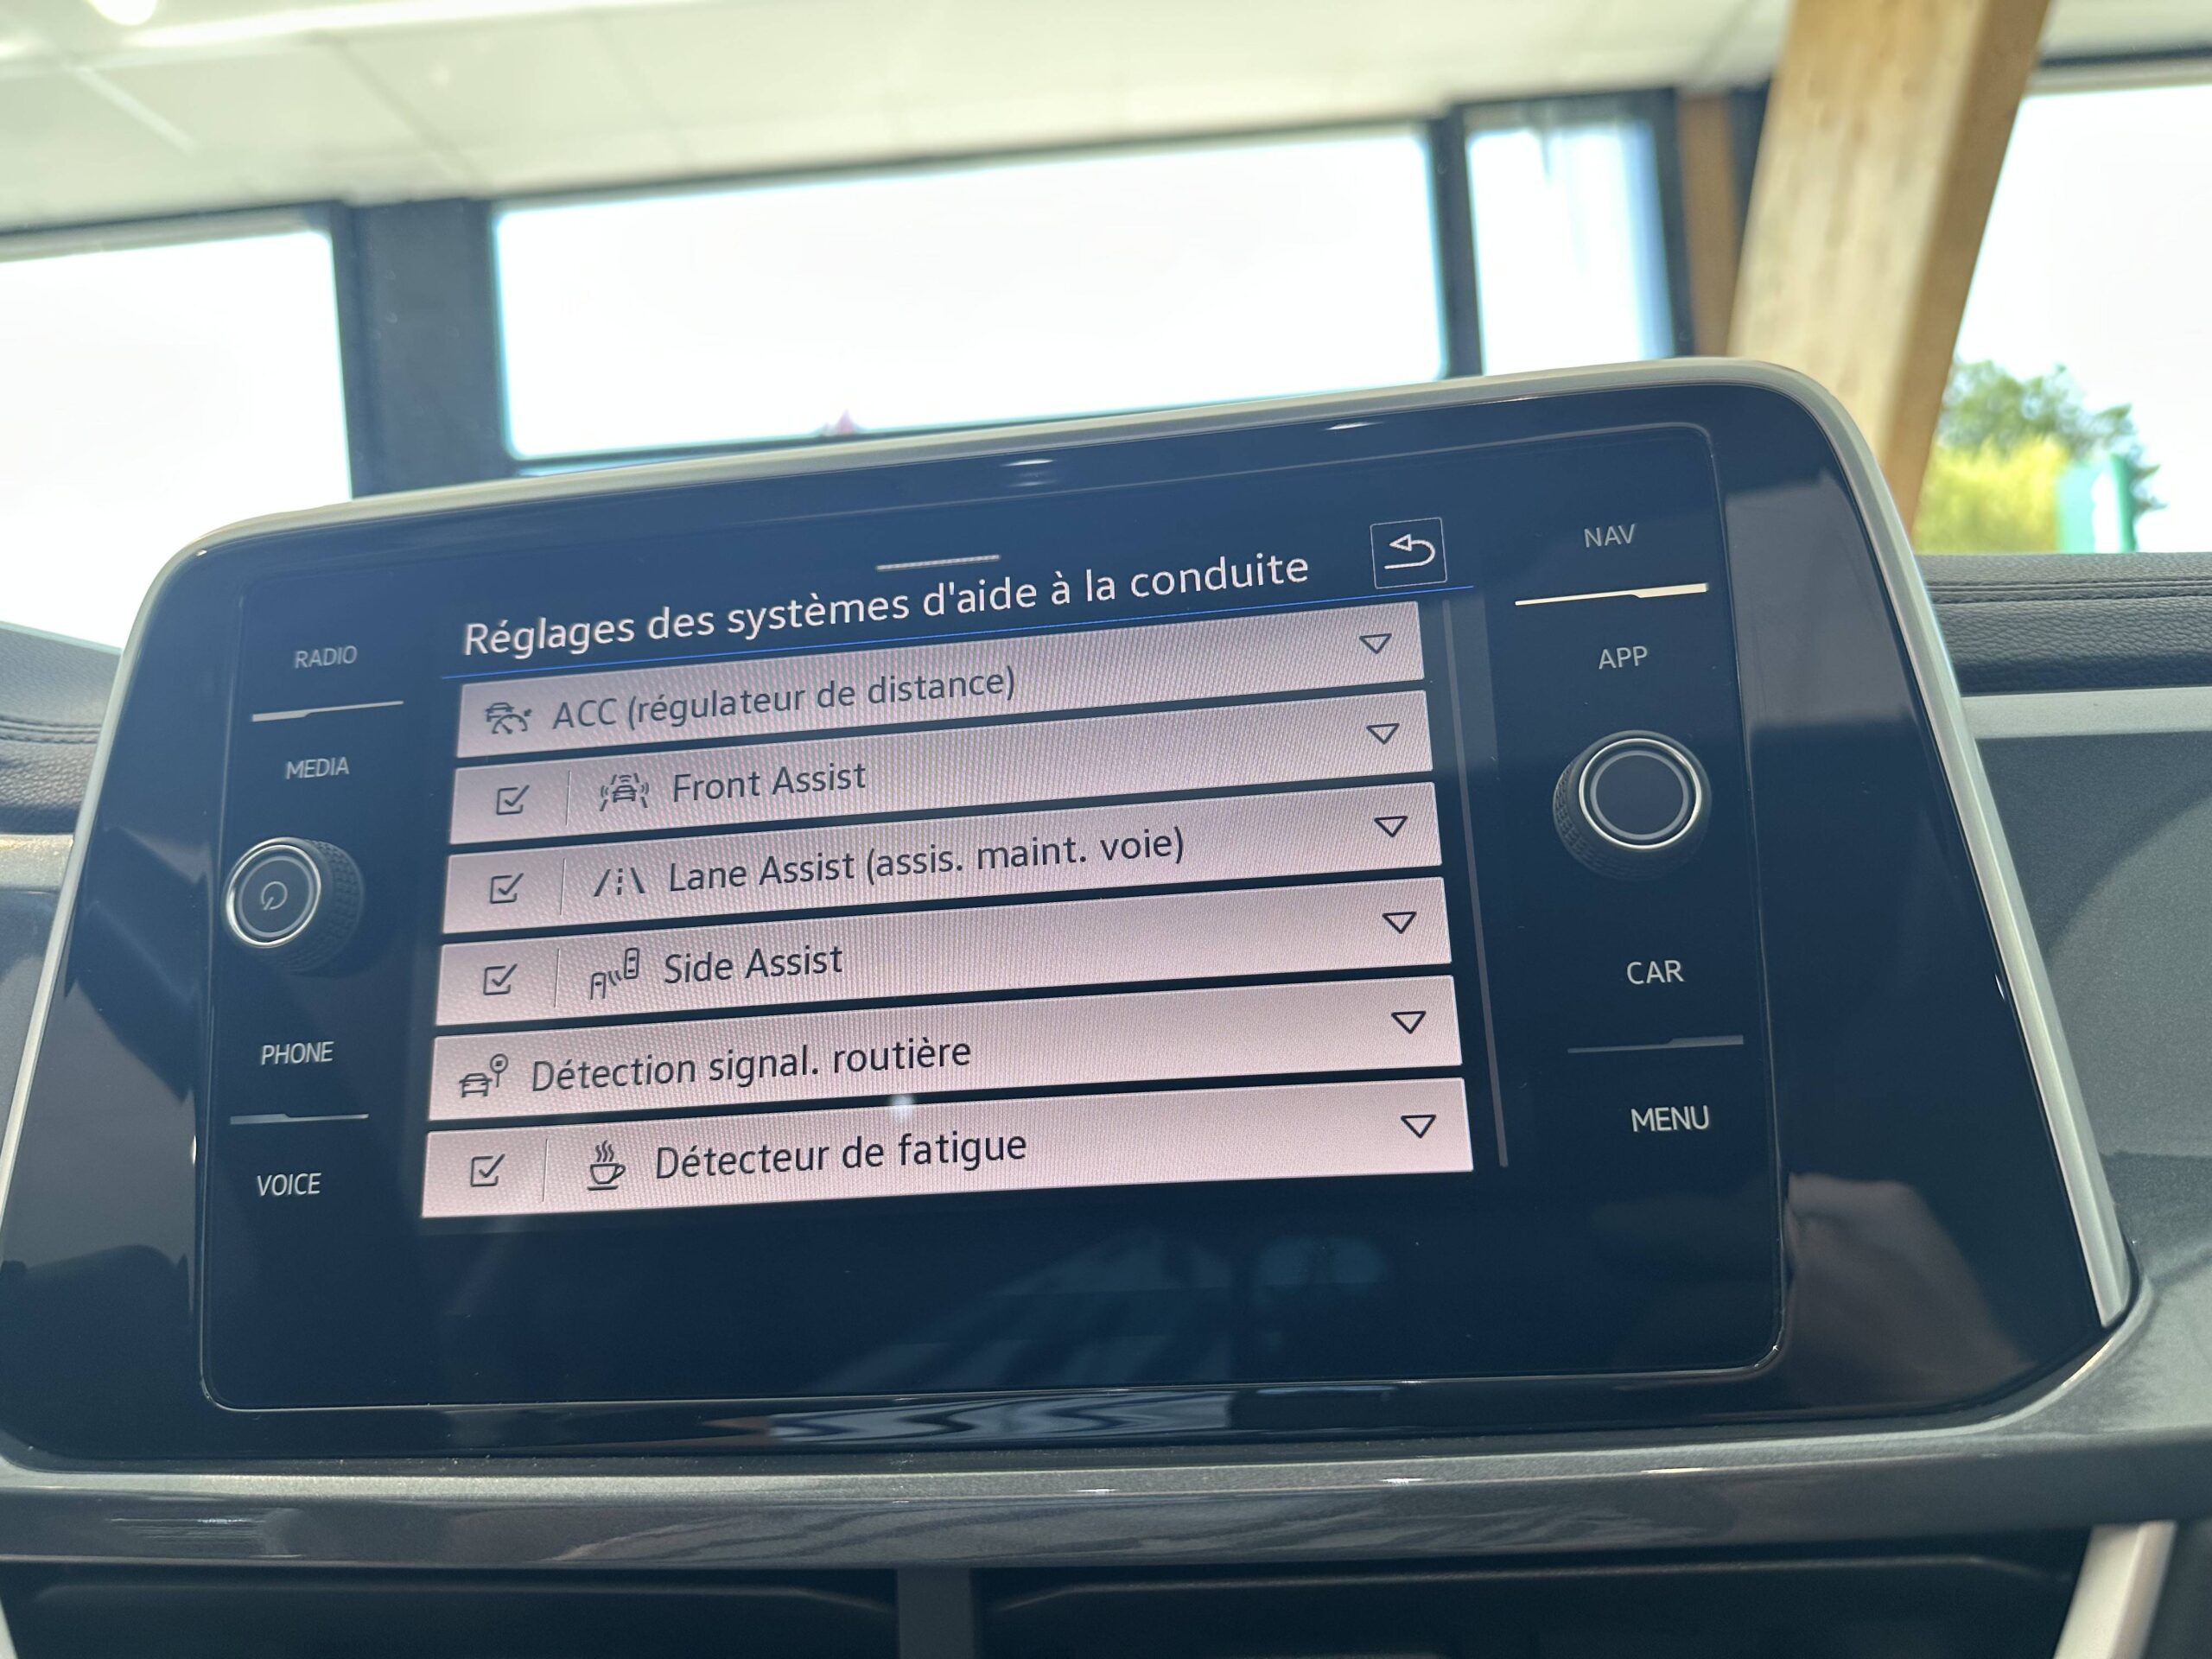 Réglages des systèmes d'aide à la conduite
RADIO
MEDIA
PHONE
VOICE
ACC (régulateur de distance)
Front Assist
Lane Assist (assis. maint. voie)
Side Assist
Détection signal. routière
Détecteur de fatigue
NAV
APP
CAR
MENU